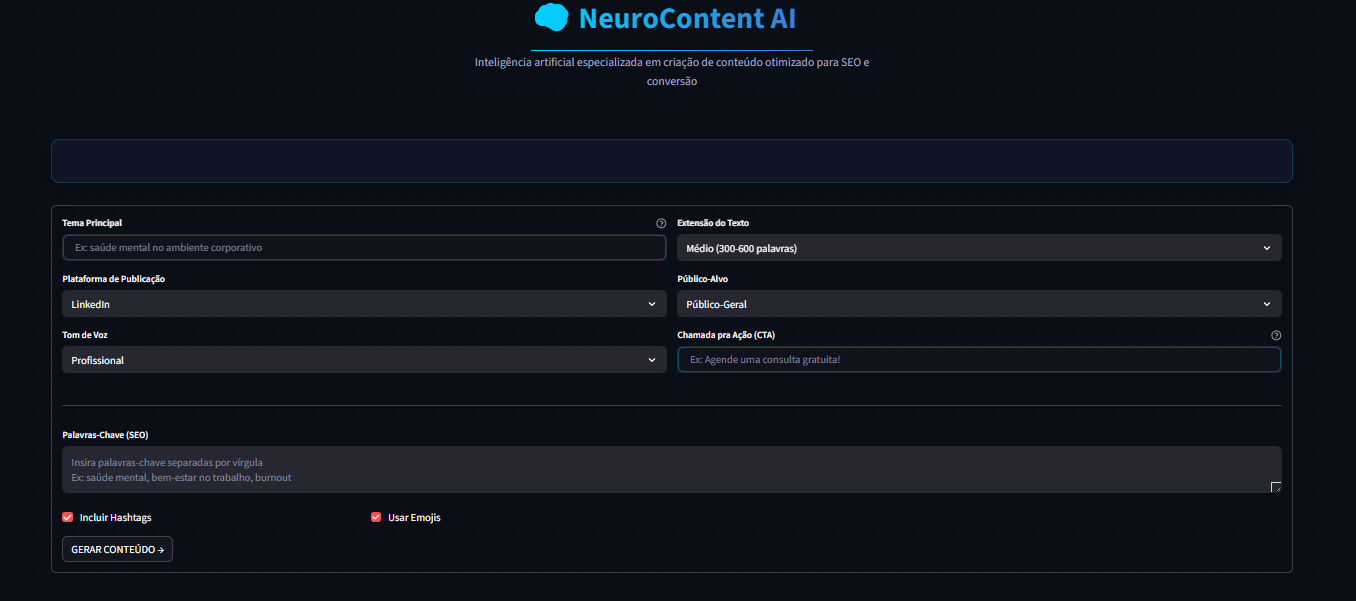 NeuroContent AI
Inteligência artificial especializada em criação de conteúdo otimizado para SEO e
conversão
Tema Principal
Ex: saúde mental no ambiente corporativo
Extensão do Texto
Médio (300-600 palavras)
Plataforma de Publicação
LinkedIn
Público-Alvo
Público-Geral
Tom de Voz
Profissional
Chamada pra Ação (CTA)
Ex: Agende uma consulta gratuita!
Palavras-Chave (SEO)
Insira palavras-chave separadas por vírgula
Ex: saúde mental, bem-estar no trabalho, burnout
Incluir Hashtags
Usar Emojis
GERAR CONTEÚDO →